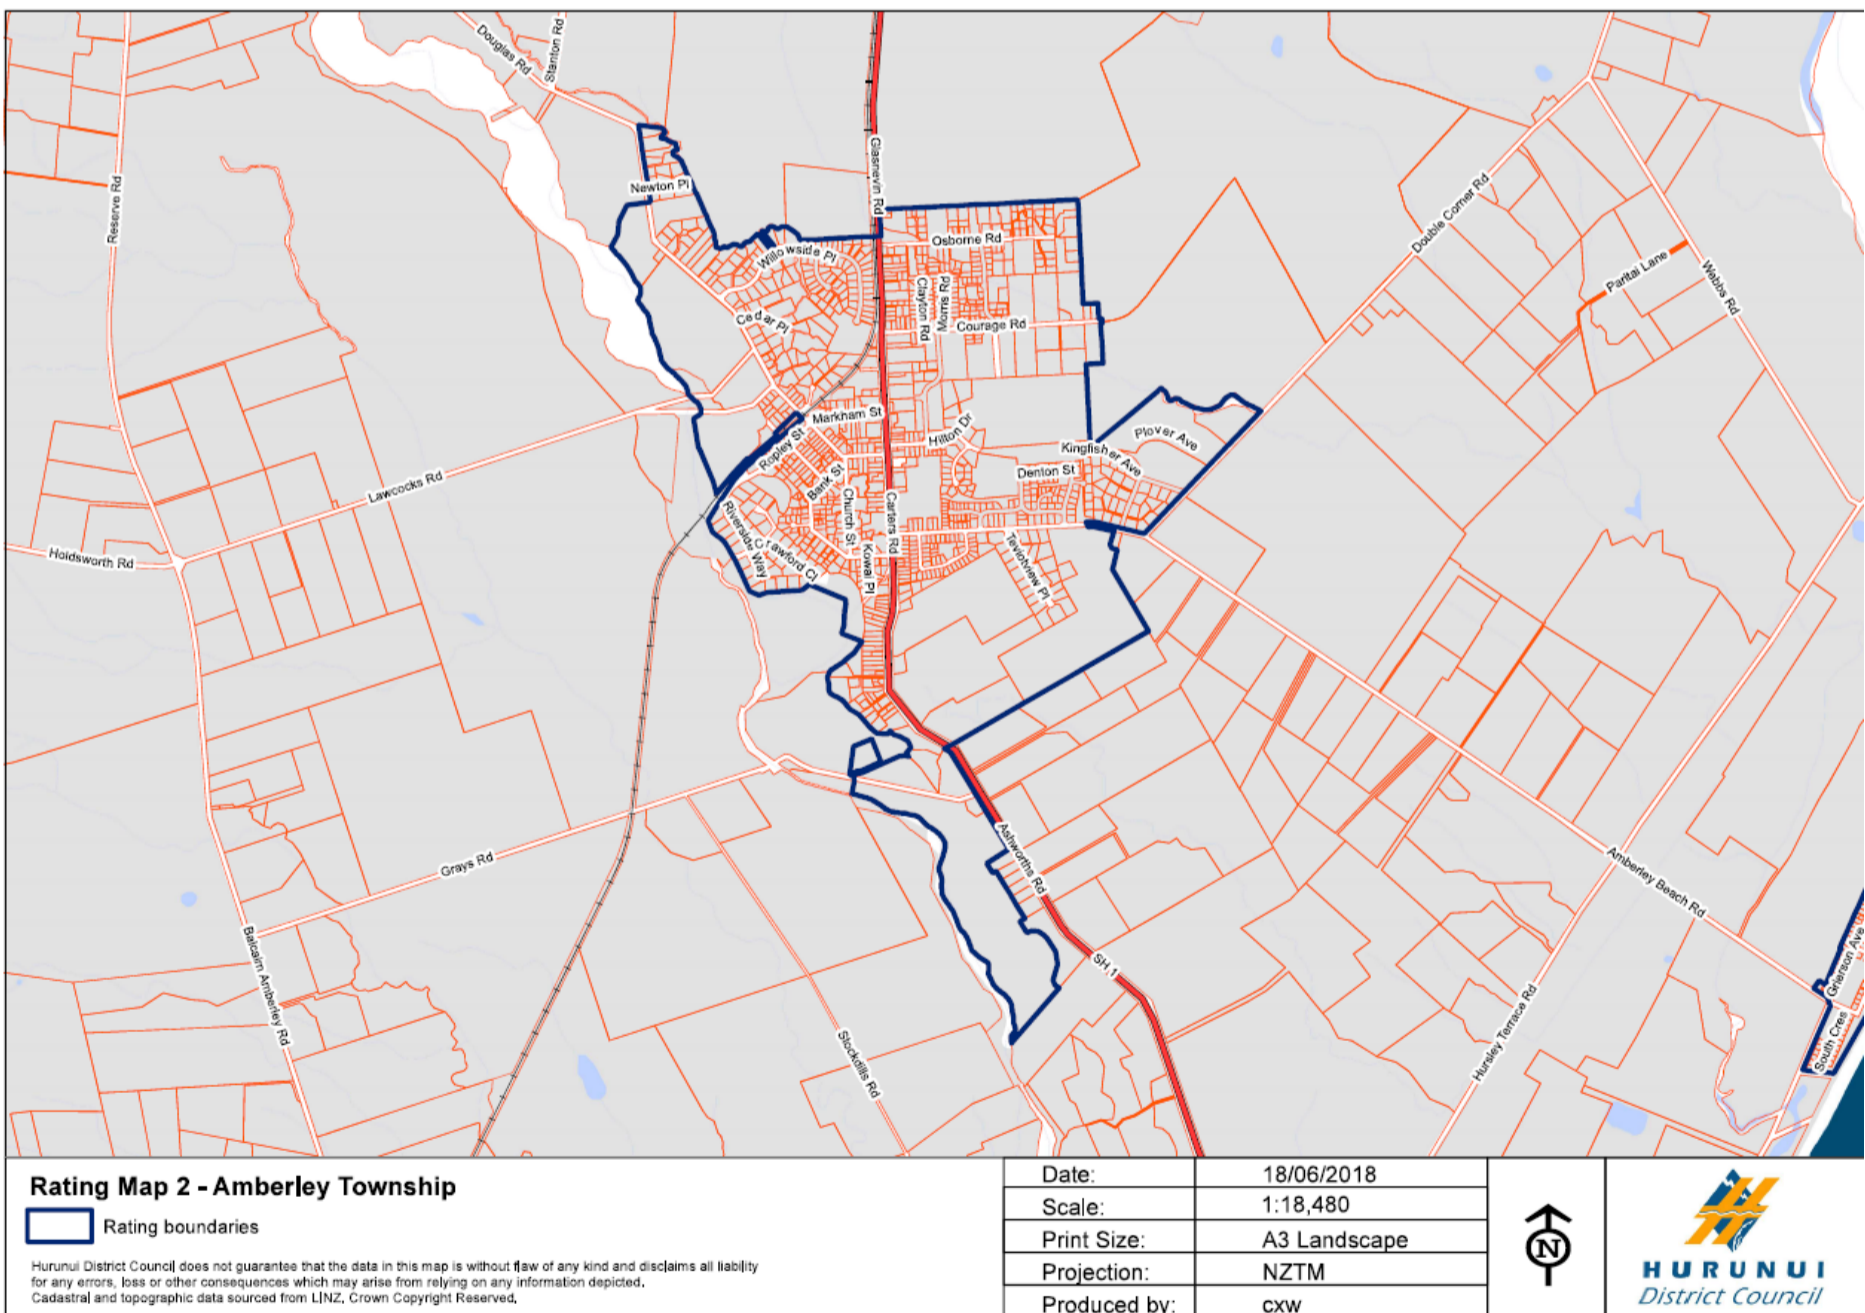 Douglas Rd
Stanton Rd
Reserve Rd
Newton Pl
Glasnevin Rd
Willowside Pl
Osborne Rd
Clayton Rd
Morris Rd
Courage Rd
Cedar Pl
Double Corner Rd
Paritai Lane
Webbs Rd
Markham St
Ropley St
Hilton Dr
Plover Ave
Kingfisher Ave
Denton St
Bank St
Church St
Carters Rd
Lawcocks Rd
Riverside Way
Crawford Cl
Kowai Pl
Teviotview Pl
Holdsworth Rd
Ashworths Rd
Grays Rd
Amberley Beach Rd
Balcairn Amberley Rd
SH 1
Stockdills Rd
Hursley Terrace Rd
Grierson Ave
South Cres
Rating Map 2 - Amberley Township
Rating boundaries
Hurunui District Council does not guarantee that the data in this map is without flaw of any kind and disclaims all liability
for any errors, loss or other consequences which may arise from relying on any information depicted.
Cadastral and topographic data sourced from LINZ. Crown Copyright Reserved.
Date: 18/06/2018
Scale: 1:18,480
Print Size: A3 Landscape
Projection: NZTM
Produced by: cxw
N
HURUNUI
District Council